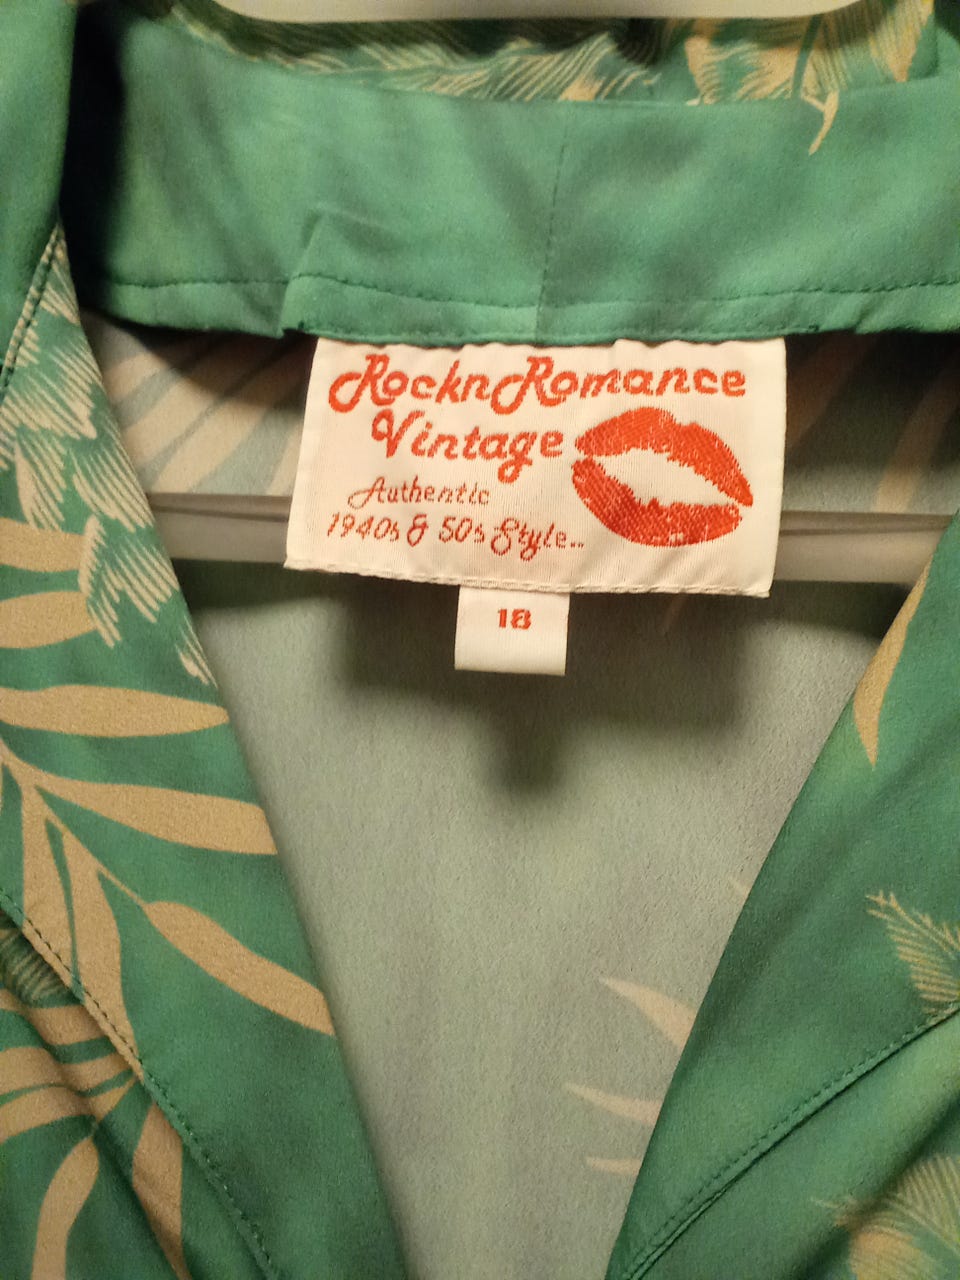 RocknRomance
Vintage
Authentic
1940s & 50s Style..
18